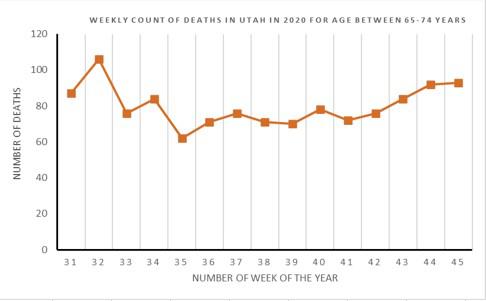 WEEKLY COUNT OF DEATHS IN UTAH IN 2020 FOR AGE BETWEEN 65-74 YEARS
120
100
80
60
40
20
0
NUMBER OF DEATHS
31 32 33 34 35 36 37 38 39 40 41 42 43 44 45
NUMBER OF WEEK OF THE YEAR